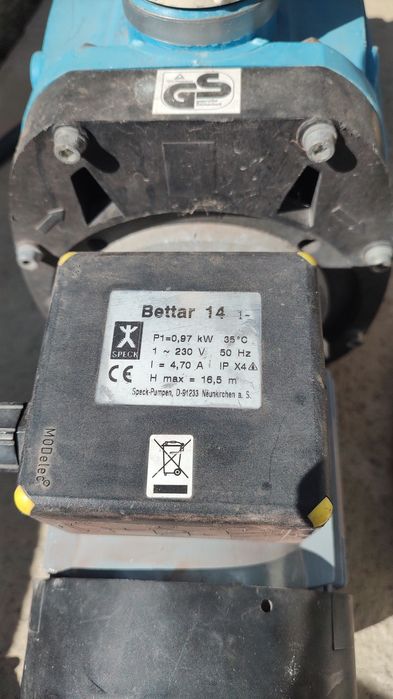 GS
Bettar 14 1~
P1=0,97 kW 35°C
1 ~ 230 V 50 Hz
I = 4,70 A IP X4
H max = 16,5 m
Speck-Pumpen, D-91233 Neunkirchen a. S.
SPECK
CE
MODelec